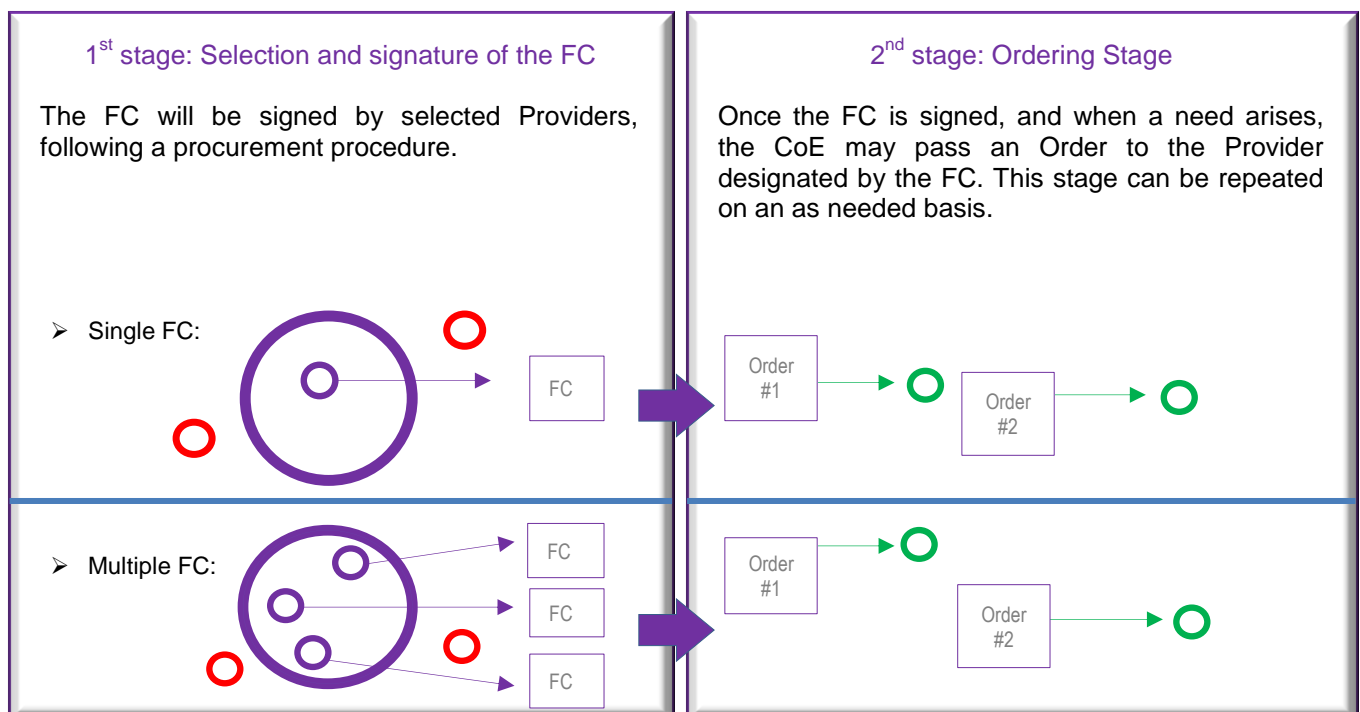 1st stage: Selection and signature of the FC
The FC will be signed by selected Providers,
following a procurement procedure.
➢ Single FC:
FC
➢ Multiple FC:
FC
FC
FC
2nd stage: Ordering Stage
Once the FC is signed, and when a need arises,
the CoE may pass an Order to the Provider
designated by the FC. This stage can be repeated
on an as needed basis.
Order
#1
Order
#2
Order
#1
Order
#2